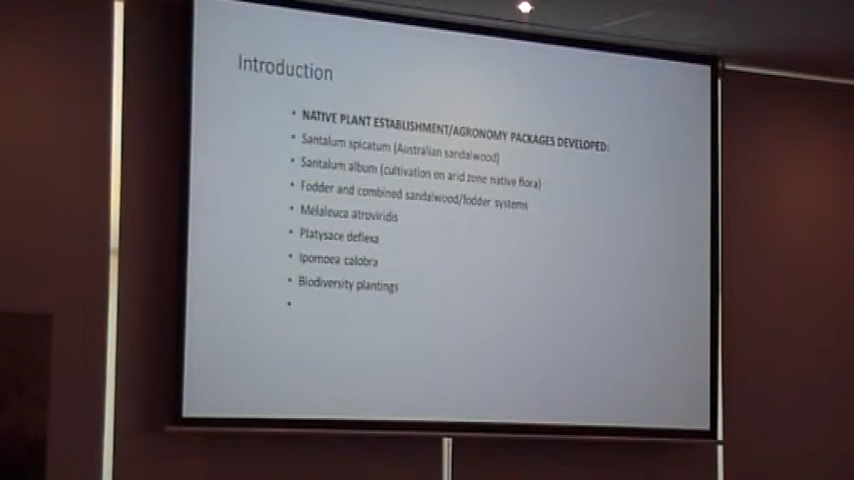 Introduction
• NATIVE PLANT ESTABLISHMENT/AGRONOMY PACKAGES DEVELOPED:
• Santalum spicatum (Australian sandalwood)
• Santalum album (cultivation on arid zone native flora)
• Fodder and combined sandalwood/fodder systems
• Melaleuca atroviridis
• Platysace deflexa
• Ipomoea calobra
• Biodiversity plantings
•